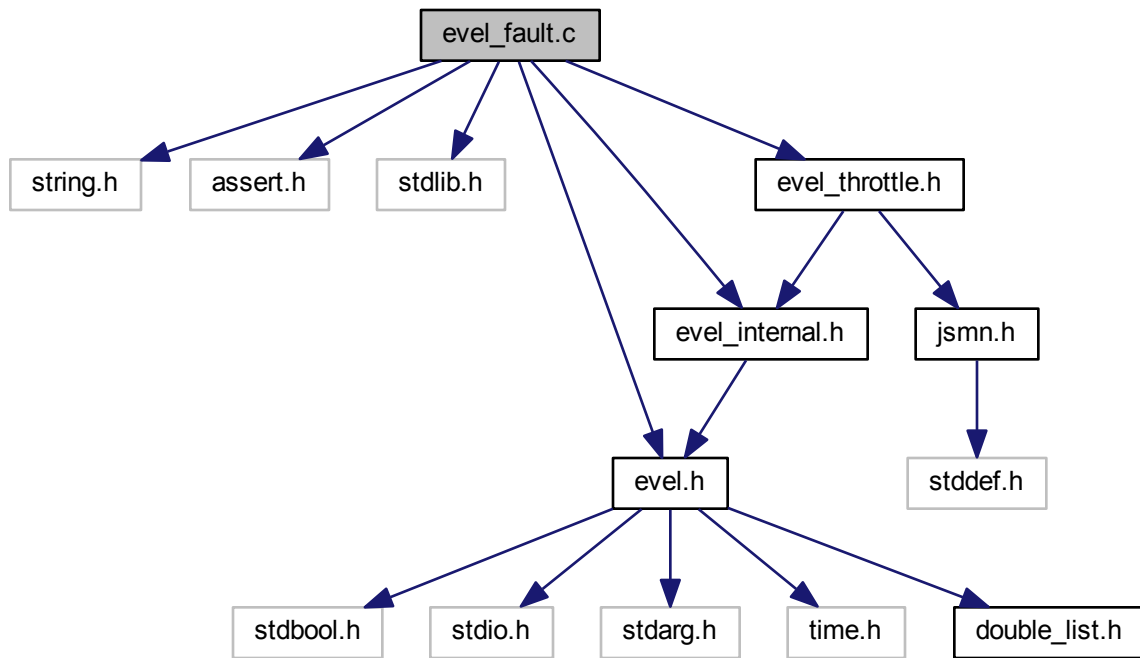 evel_fault.c
string.h
assert.h
stdlib.h
evel_throttle.h
evel_internal.h
jsmn.h
evel.h
stddef.h
stdbool.h
stdio.h
stdarg.h
time.h
double_list.h